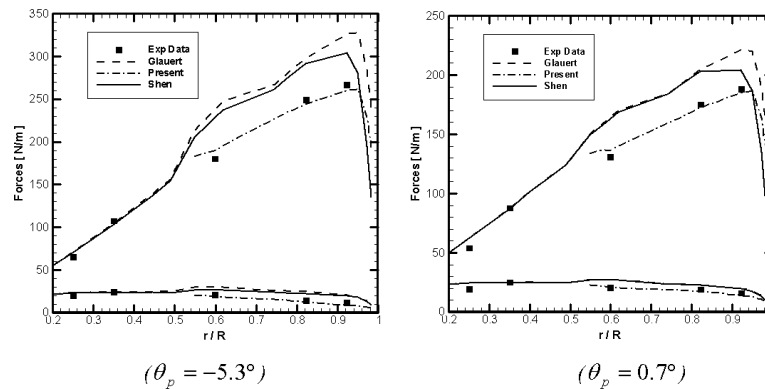 350
300
250
200
150
100
50
0
Forces [ N/m ]
Exp Data
Glauert
Present
Shen
0.2 0.3 0.4 0.5 0.6 0.7 0.8 0.9 1
r / R
(θp = −5.3°)
250
200
150
100
50
0
Forces [ N/m ]
Exp Data
Glauert
Present
Shen
0.2 0.3 0.4 0.5 0.6 0.7 0.8 0.9
r / R
(θp = 0.7°)